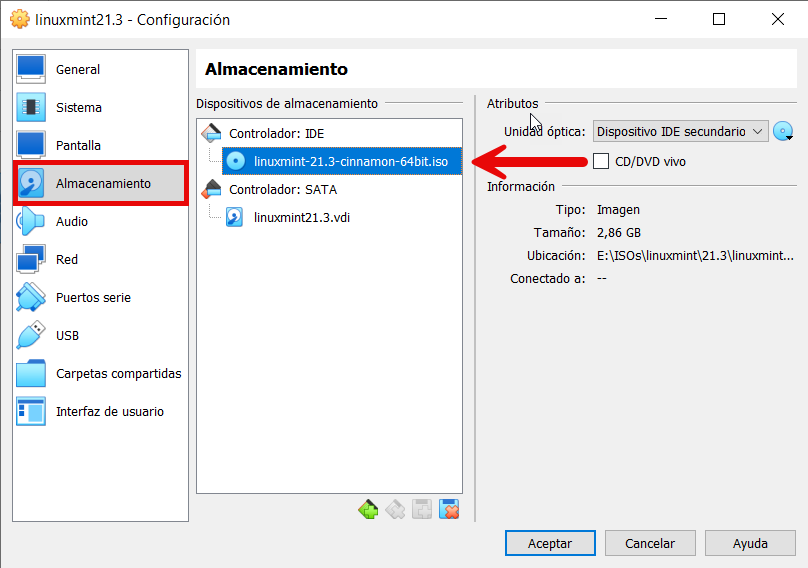 linuxmint21.3 - Configuración
General
Sistema
Pantalla
Almacenamiento
Audio
Red
Puertos serie
USB
Carpetas compartidas
Interfaz de usuario
Almacenamiento
Dispositivos de almacenamiento
Controlador: IDE
linuxmint-21.3-cinnamon-64bit.iso
Controlador: SATA
linuxmint21.3.vdi
Atributos
Unidad óptica: Dispositivo IDE secundario
CD/DVD vivo
Información
Tipo: Imagen
Tamaño: 2,86 GB
Ubicación: E:\ISOs\linuxmint\21.3\linuxmint...
Conectado a: --
Aceptar Cancelar Ayuda